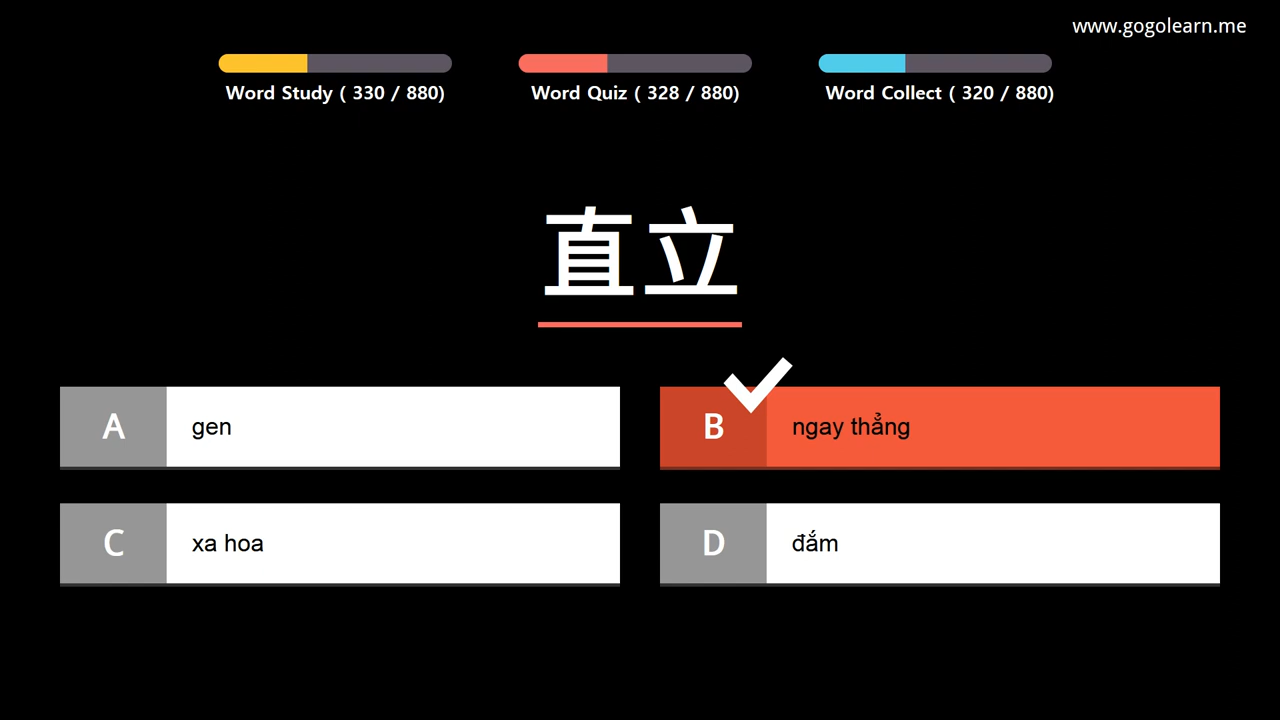 www.gogolearn.me
Word Study ( 330 / 880)
Word Quiz ( 328 / 880)
Word Collect ( 320 / 880)
直立
A
gen
B
ngay thẳng
C
xa hoa
D
đắm